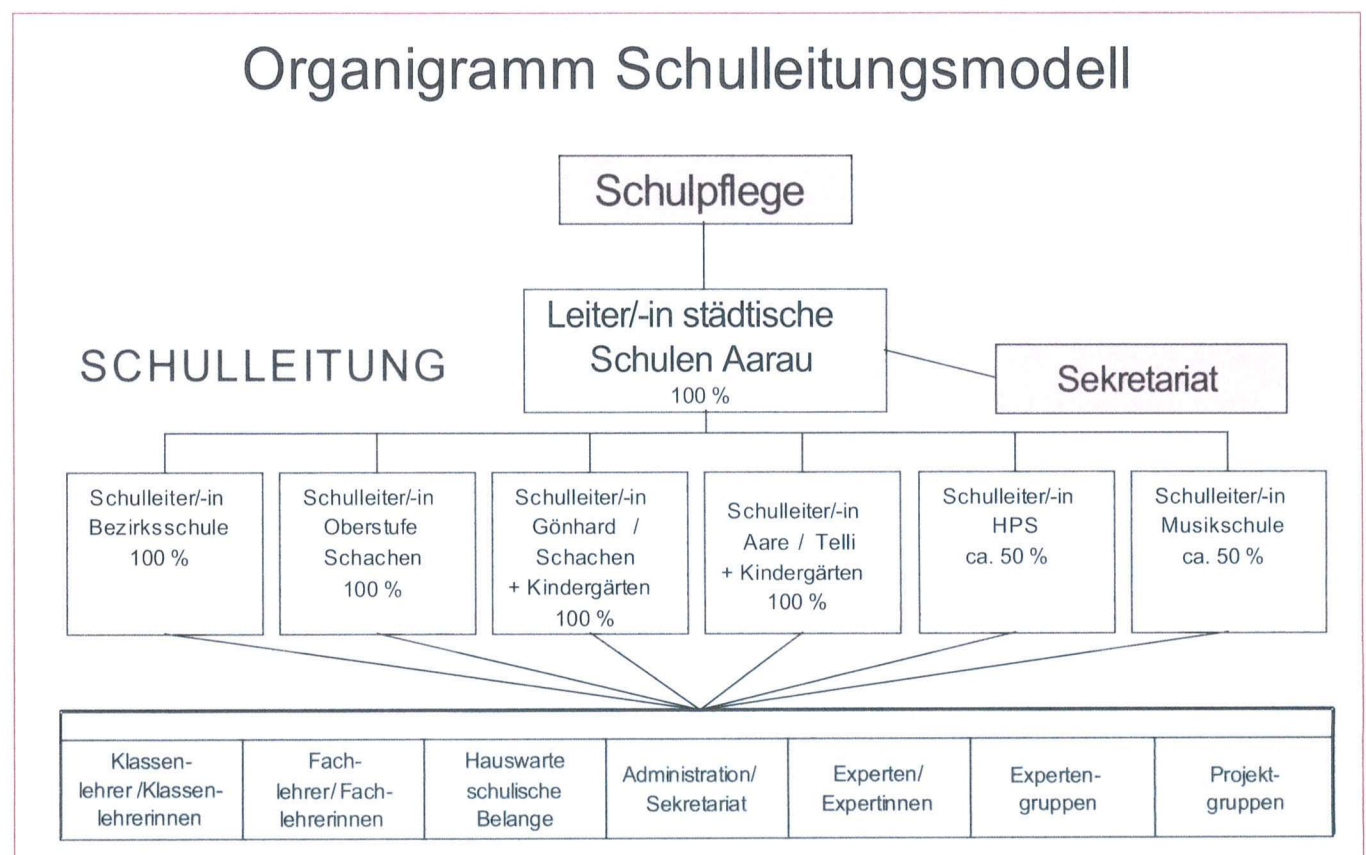 Organigramm Schulleitungsmodell
Schulpflege
Leiter/-in städtische
Schulen Aarau
100 %
SCHULLEITUNG
Sekretariat
Schulleiter/-in
Bezirksschule
100 %
Schulleiter/-in
Oberstufe
Schachen
100 %
Schulleiter/-in
Gönhard /
Schachen
+ Kindergärten
100 %
Schulleiter/-in
Aare / Telli
+ Kindergärten
100 %
Schulleiter/-in
HPS
ca. 50 %
Schulleiter/-in
Musikschule
ca. 50 %
Klassen-
lehrer /Klassen-
lehrerinnen
Fach-
lehrer/ Fach-
lehrerinnen
Hauswarte
schulische
Belange
Administration/
Sekretariat
Experten/
Expertinnen
Experten-
gruppen
Projekt-
gruppen